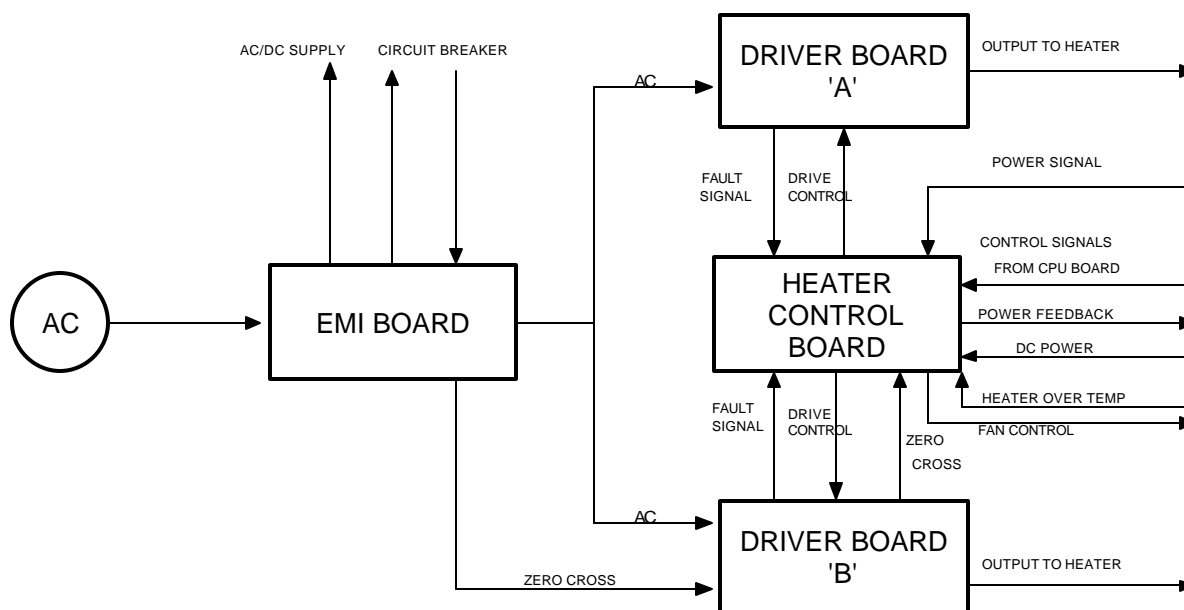 AC/DC SUPPLY
CIRCUIT BREAKER
DRIVER BOARD
'A'
OUTPUT TO HEATER
AC
FAULT
SIGNAL
DRIVE
CONTROL
POWER SIGNAL
CONTROL SIGNALS
FROM CPU BOARD
AC
EMI BOARD
HEATER
CONTROL
BOARD
POWER FEEDBACK
DC POWER
HEATER OVER TEMP
FAN CONTROL
FAULT
SIGNAL
DRIVE
CONTROL
ZERO
CROSS
AC
DRIVER BOARD
'B'
OUTPUT TO HEATER
ZERO CROSS